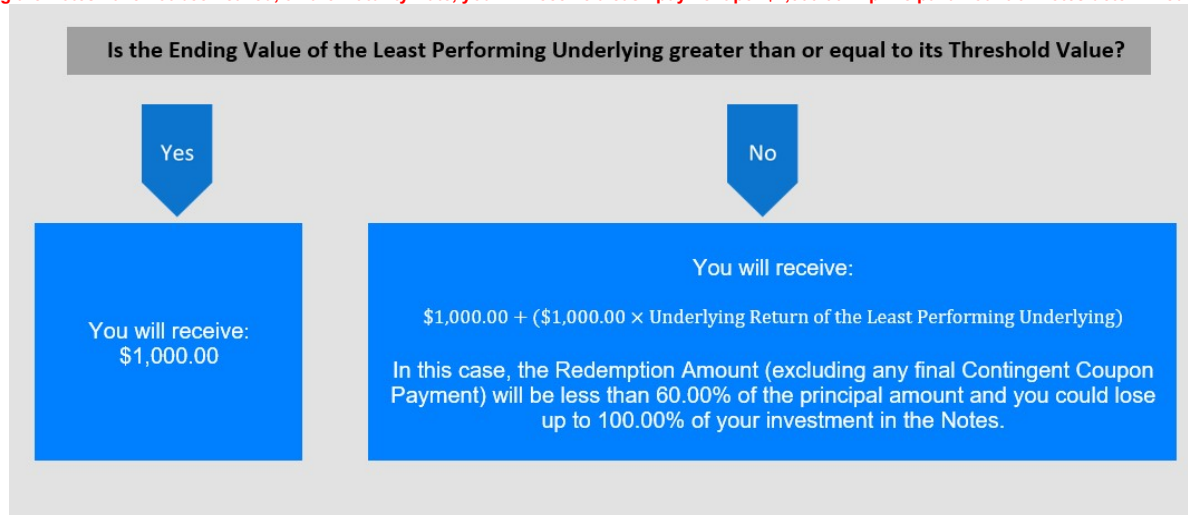 Is the Ending Value of the Least Performing Underlying greater than or equal to its Threshold Value?
Yes
No
You will receive:
$1,000.00
You will receive:
$1,000.00 + ($1,000.00 × Underlying Return of the Least Performing Underlying)
In this case, the Redemption Amount (excluding any final Contingent Coupon
Payment) will be less than 60.00% of the principal amount and you could lose
up to 100.00% of your investment in the Notes.